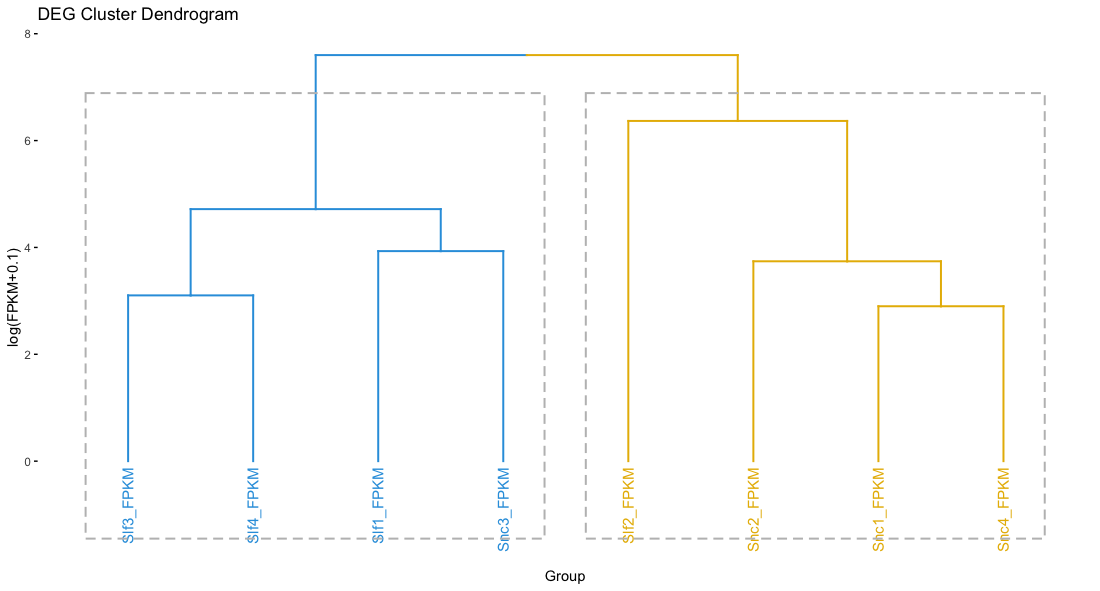 DEG Cluster Dendrogram
8
6
4
2
0
log(FPKM+0.1)
Slf3_FPKM
Slf4_FPKM
Slf1_FPKM
Snc3_FPKM
Slf2_FPKM
Snc2_FPKM
Snc1_FPKM
Snc4_FPKM
Group